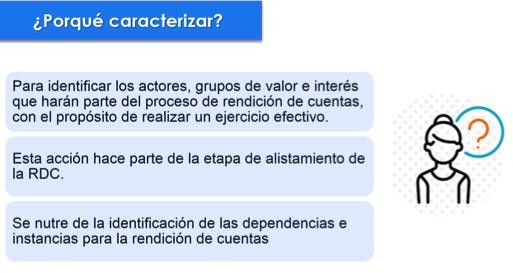 ¿Porqué caracterizar?
Para identificar los actores, grupos de valor e interés
que harán parte del proceso de rendición de cuentas,
con el propósito de realizar un ejercicio efectivo.
Esta acción hace parte de la etapa de alistamiento de
la RDC.
Se nutre de la identificación de las dependencias e
instancias para la rendición de cuentas
?